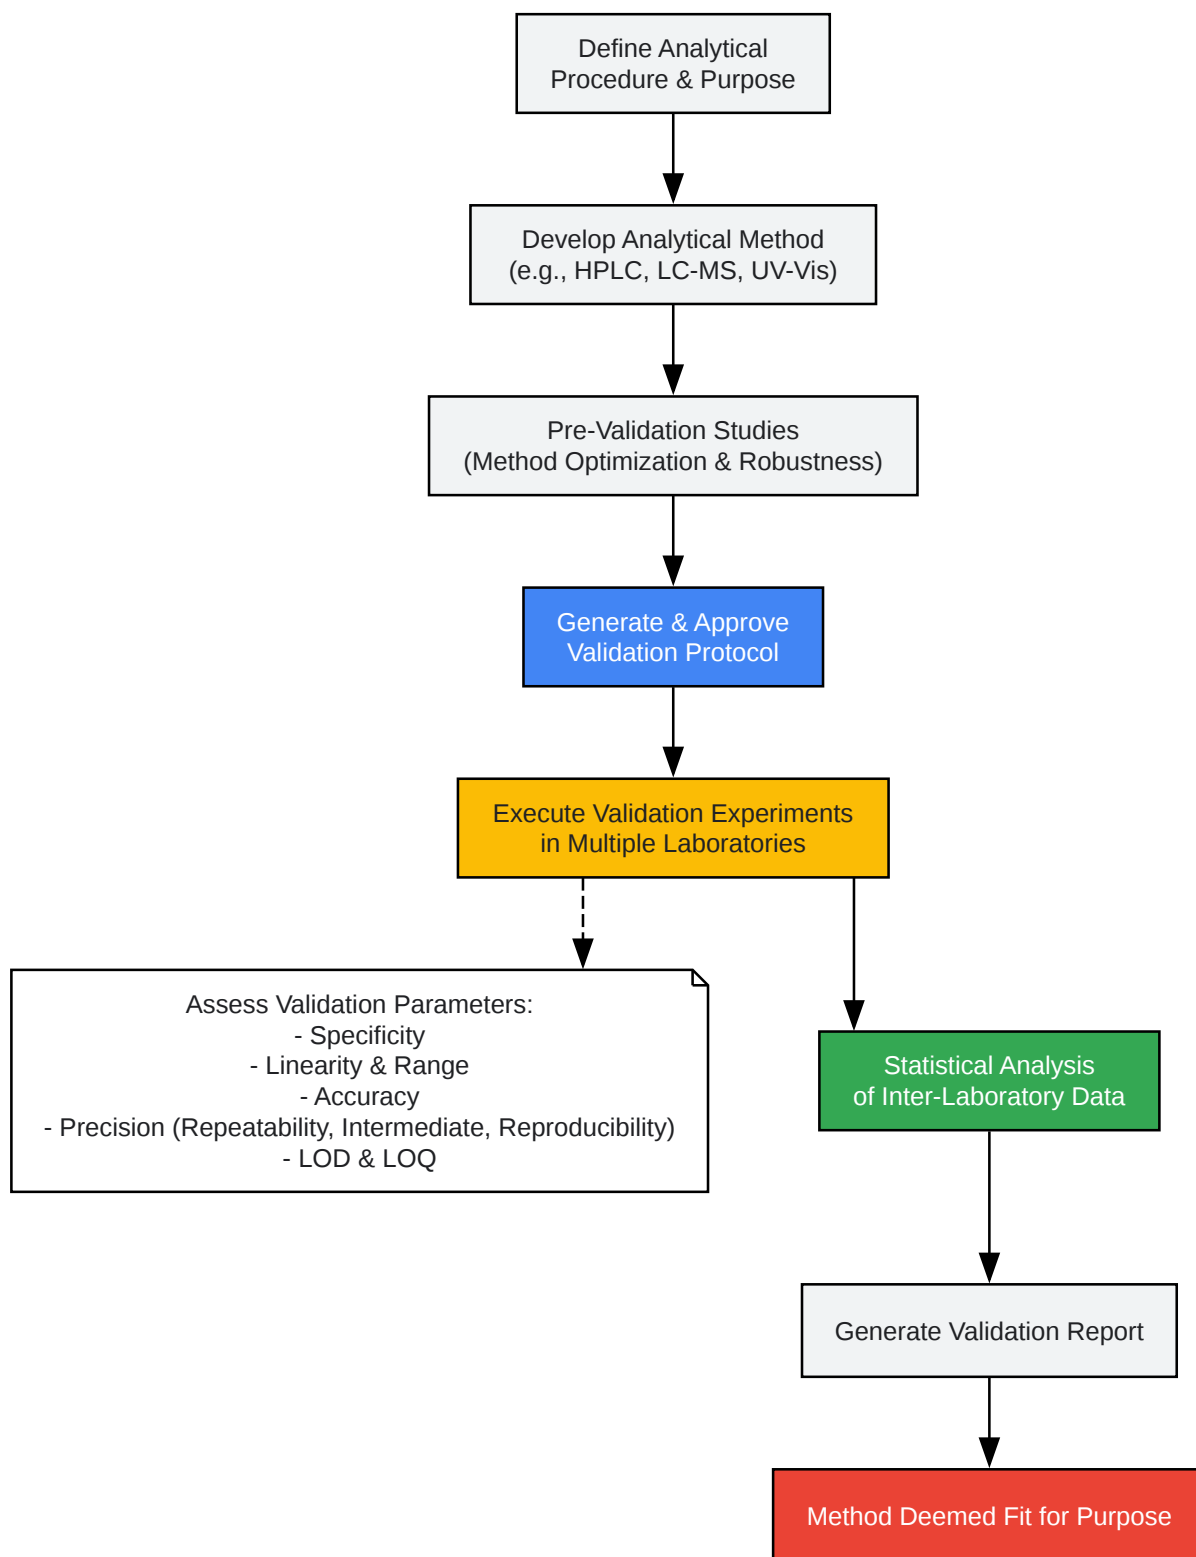 Define Analytical
Procedure & Purpose
Develop Analytical Method
(e.g., HPLC, LC-MS, UV-Vis)
Pre-Validation Studies
(Method Optimization & Robustness)
Generate & Approve
Validation Protocol
Execute Validation Experiments
in Multiple Laboratories
Assess Validation Parameters:
- Specificity
- Linearity & Range
- Accuracy
- Precision (Repeatability, Intermediate, Reproducibility)
- LOD & LOQ
Statistical Analysis
of Inter-Laboratory Data
Generate Validation Report
Method Deemed Fit for Purpose